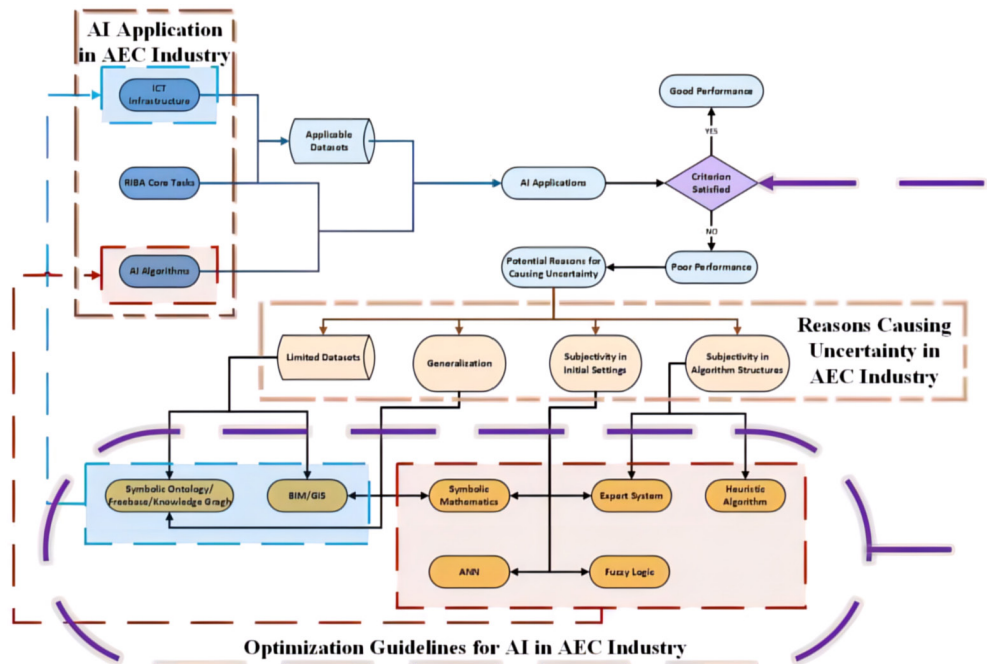 AI Application
in AEC Industry
ICT
Infrastructure
RIBA Core Tasks
AI Algorithms
Applicable
Datasets
AI Applications
Good Performance
YES
Criterion
Satisfied
NO
Poor Performance
Potential Reasons for
Causing Uncertainty
Reasons Causing
Uncertainty in
AEC Industry
Limited Datasets
Generalization
Subjectivity in
Initial Settings
Subjectivity in
Algorithm Structures
Symbolic Ontology/
Freebase/Knowledge Gragh
BIM/GIS
Symbolic
Mathematics
Expert System
Heuristic
Algorithm
ANN
Fuzzy Logic
Optimization Guidelines for AI in AEC Industry